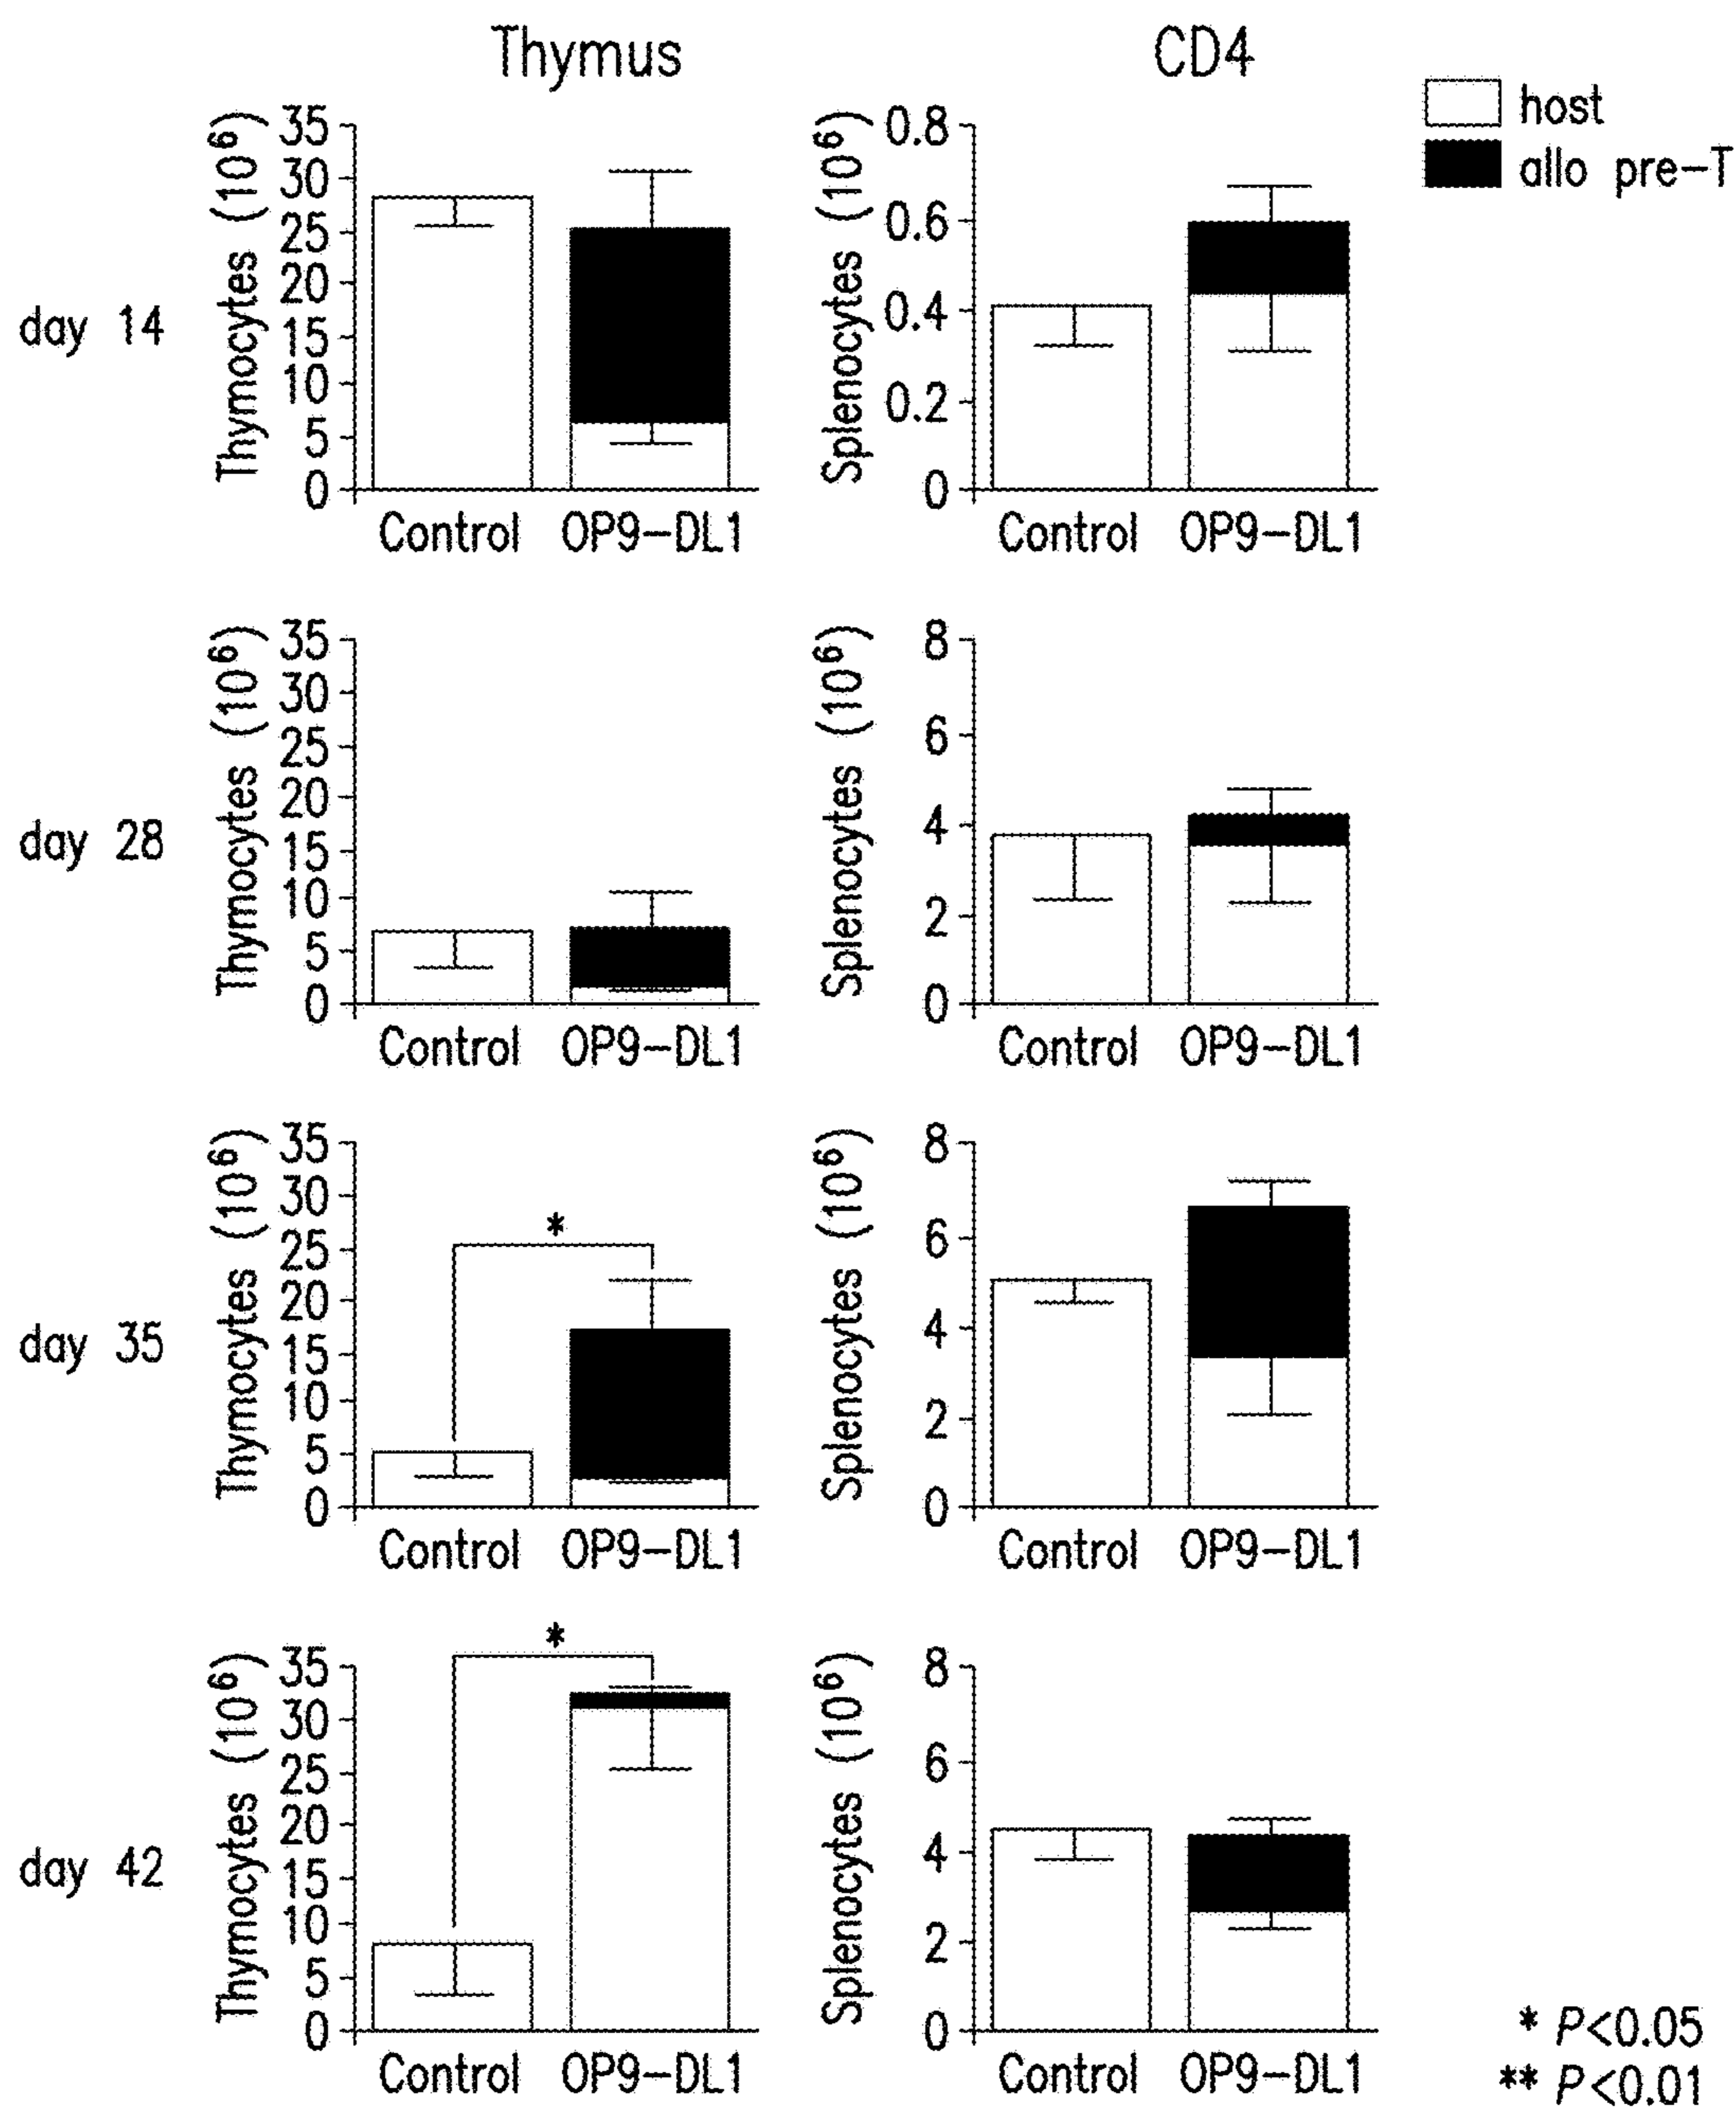 Thymus
CD4
host
allo pre-T
day 14
Thymocytes (10⁶)
35
30
25
20
15
10
5
0
Control OP9-DL1
Splenocytes (10⁶)
0.8
0.6
0.4
0.2
0
Control OP9-DL1
day 28
Thymocytes (10⁶)
35
30
25
20
15
10
5
0
Control OP9-DL1
Splenocytes (10⁶)
8
6
4
2
0
Control OP9-DL1
day 35
Thymocytes (10⁶)
35
30
25
20
15
10
5
0
*
Control OP9-DL1
Splenocytes (10⁶)
8
6
4
2
0
Control OP9-DL1
day 42
Thymocytes (10⁶)
35
30
25
20
15
10
5
0
*
Control OP9-DL1
Splenocytes (10⁶)
8
6
4
2
0
Control OP9-DL1
* P<0.05
** P<0.01